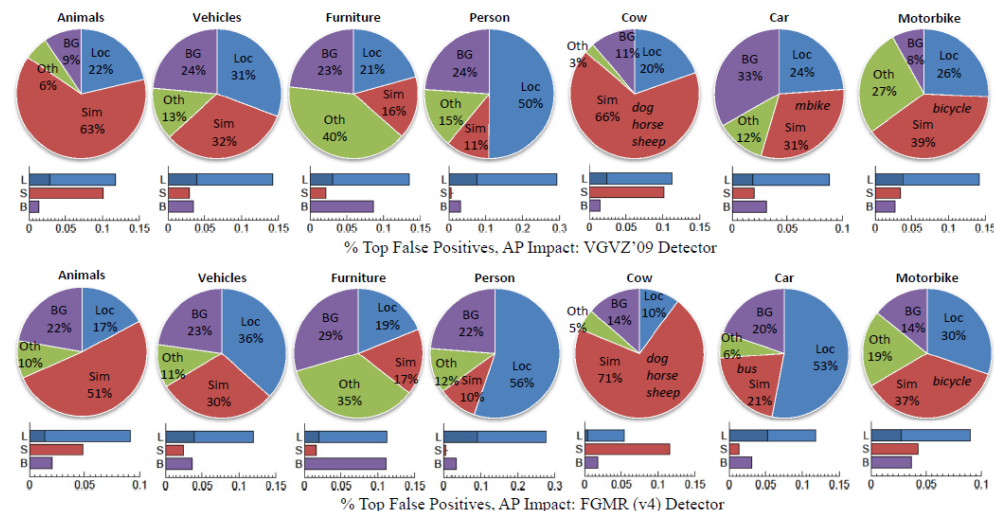 Animals Vehicles Furniture Person Cow Car Motorbike
BG 9% Loc 22% Oth 6% Sim 63%
BG 24% Loc 31% Oth 13% Sim 32%
BG 23% Loc 21% Sim 16% Oth 40%
BG 24% Loc 50% Oth 15% Sim 11%
Oth 3% BG 11% Loc 20% Sim 66% dog horse sheep
BG 33% Loc 24% mbike Oth 12% Sim 31%
BG 8% Loc 26% Oth 27% bicycle Sim 39%
L S B 0 0.05 0.1 0.15
L S B 0 0.05 0.1 0.15
L S B 0 0.05 0.1 0.15
L S B 0 0.1 0.2 0.3
L S B 0 0.05 0.1 0.15
L S B 0 0.05 0.1
L S B 0 0.05 0.1 0.15
% Top False Positives, AP Impact: VGVZ’09 Detector
Animals Vehicles Furniture Person Cow Car Motorbike
BG 22% Loc 17% Oth 10% Sim 51%
BG 23% Loc 36% Oth 11% Sim 30%
BG 29% Loc 19% Sim 17% Oth 35%
BG 22% Loc 56% Oth 12% Sim 10%
Oth 5% BG 14% Loc 10% Sim 71% dog horse sheep
BG 20% Loc 53% Oth 6% bus Sim 21%
BG 14% Loc 30% Oth 19% bicycle Sim 37%
L S B 0 0.05 0.1 0.15
L S B 0 0.05 0.1 0.15
L S B 0 0.05 0.1 0.15
L S B 0 0.1 0.2 0.3
L S B 0 0.05 0.1 0.15
L S B 0 0.05 0.1 0.15
L S B 0 0.05 0.1
% Top False Positives, AP Impact: FGMR (v4) Detector